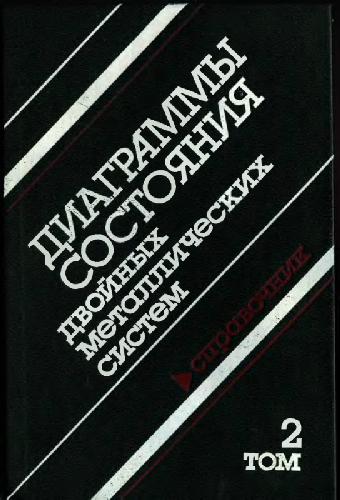 ДИАГРАММЫ
СОСТОЯНИЯ
двойных
металлических
систем
справочник
2
ТОМ